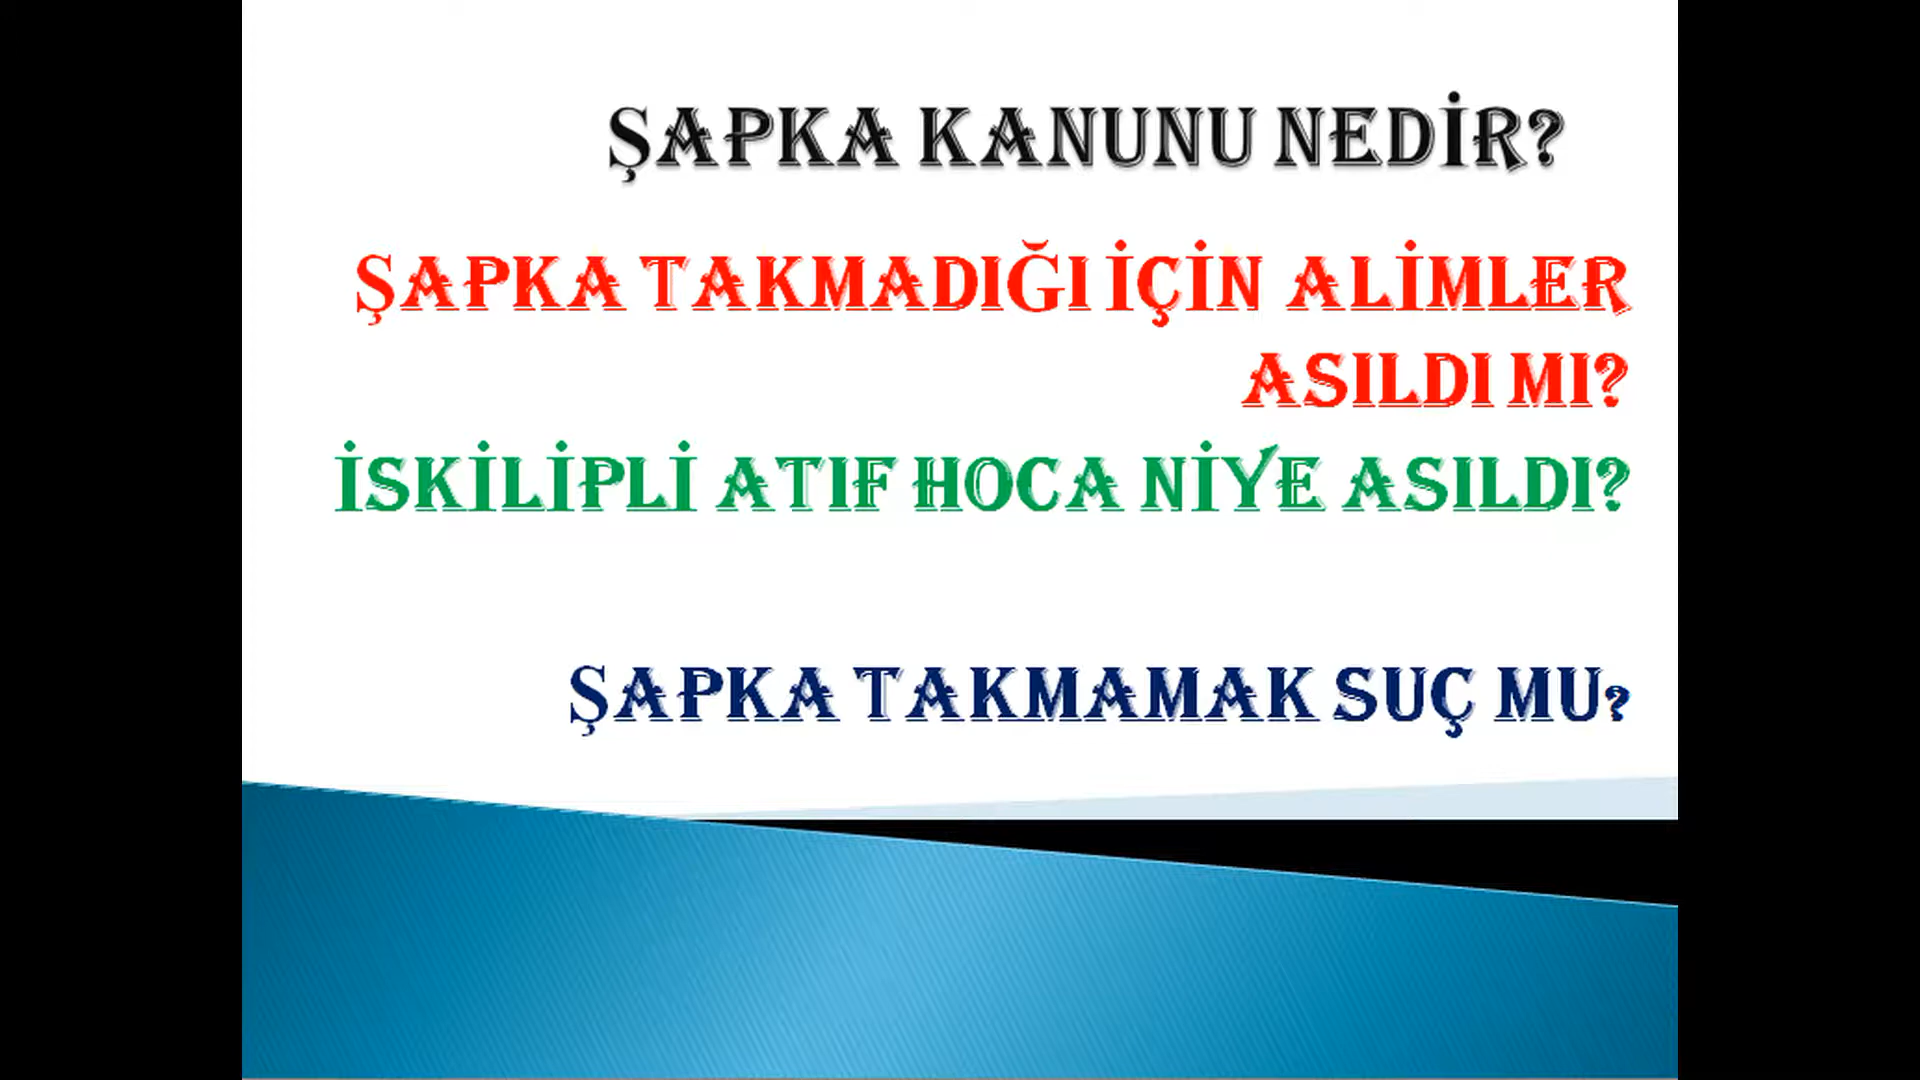 ŞAPKA KANUNU NEDİR?
ŞAPKA TAKMADIĞI İÇİN ALİMLER
ASILDI MI?
İSKİLİPLİ ATIF HOCA NİYE ASILDI?
ŞAPKA TAKMAMAK SUÇ MU?